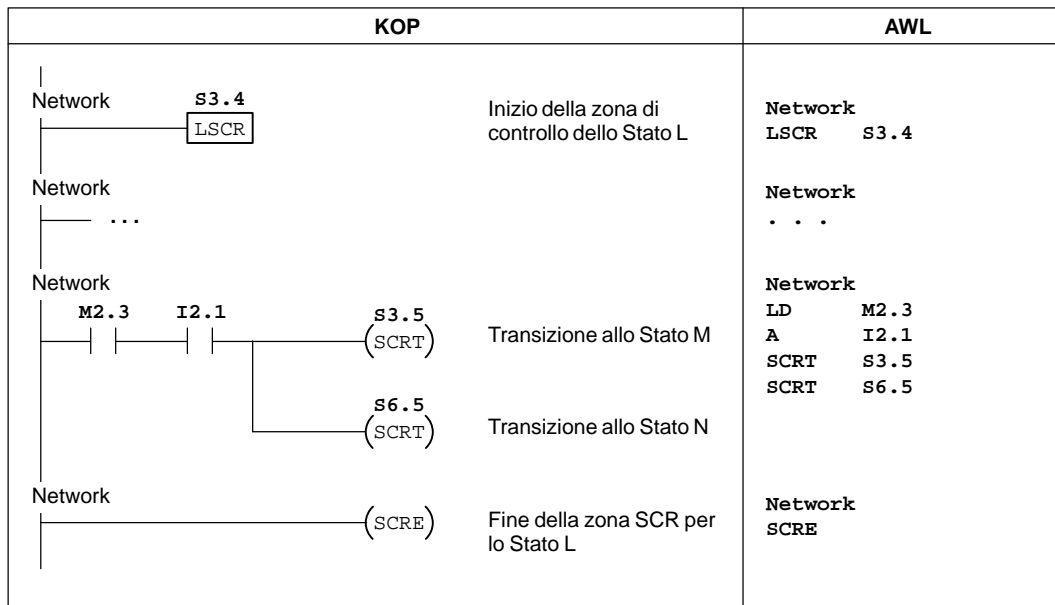 KOP
AWL
Network
S3.4
LSCR
Inizio della zona di
controllo dello Stato L
Network
LSCR S3.4
Network
...
Network
. . .
Network
M2.3 I2.1
S3.5
SCRT
Transizione allo Stato M
S6.5
SCRT
Transizione allo Stato N
Network
LD M2.3
A I2.1
SCRT S3.5
SCRT S6.5
Network
SCRE
Fine della zona SCR per
lo Stato L
Network
SCRE